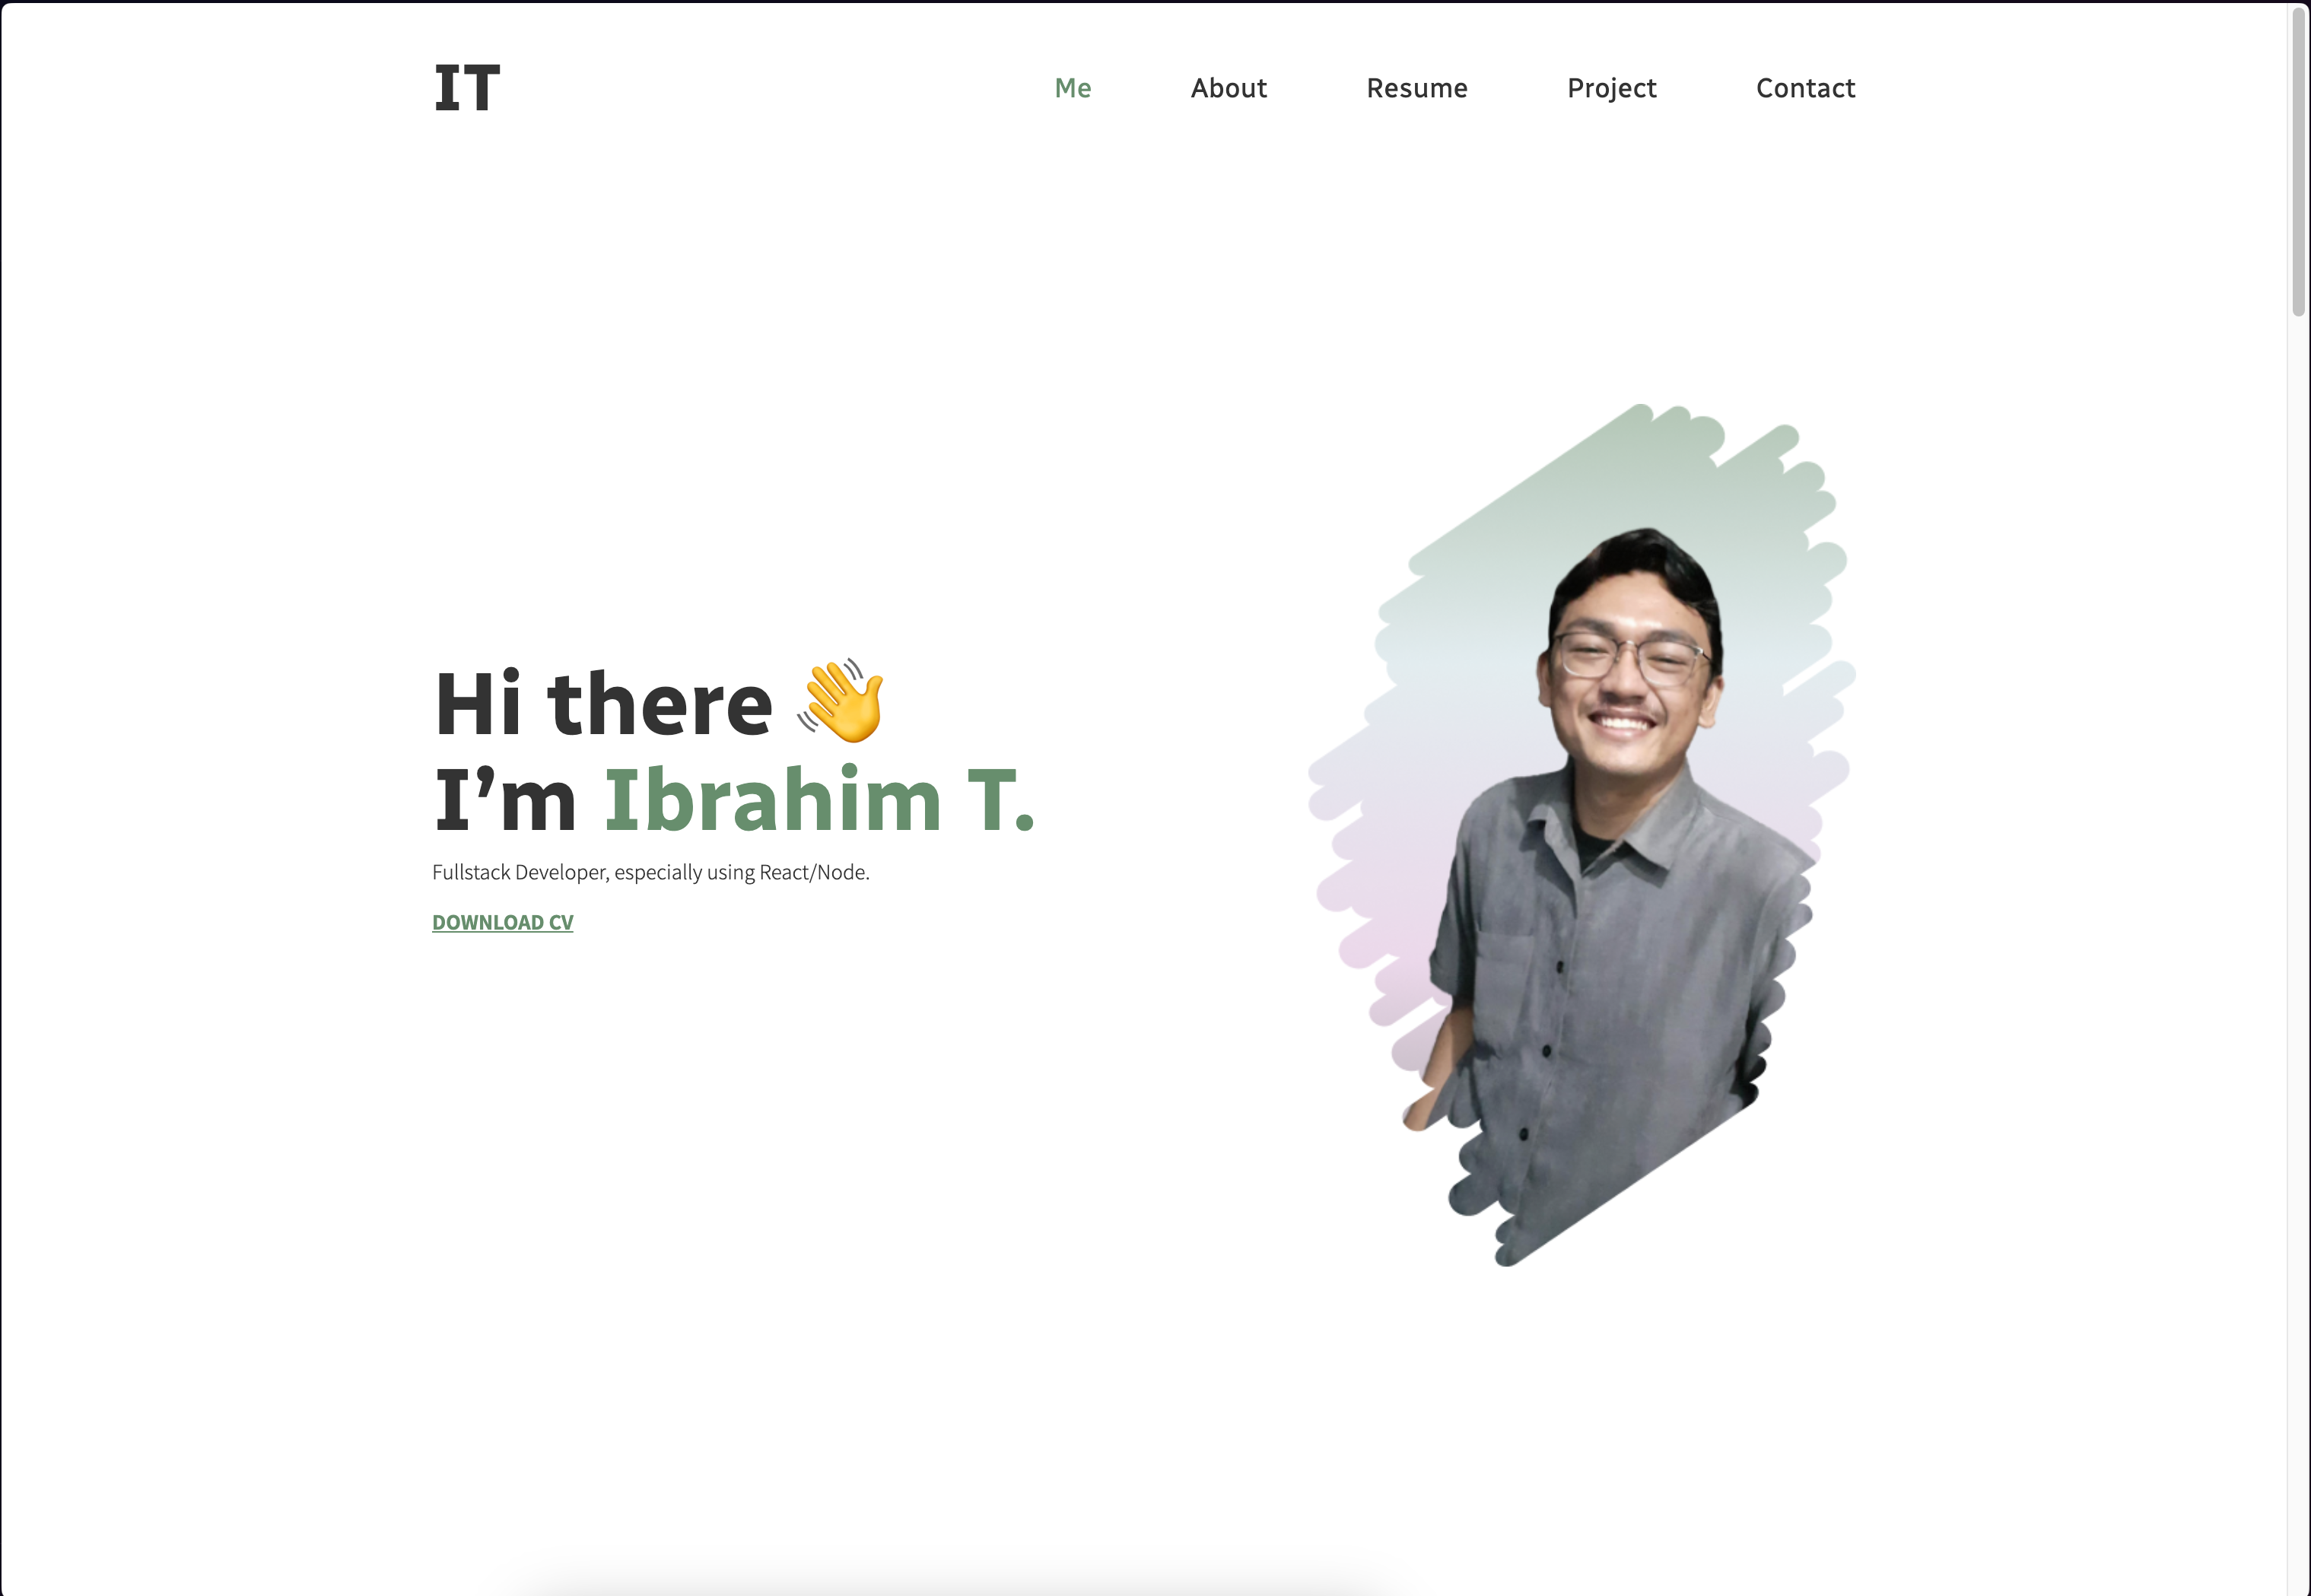 IT
Me About Resume Project Contact
Hi there 👋
I’m Ibrahim T.
Fullstack Developer, especially using React/Node.
DOWNLOAD CV